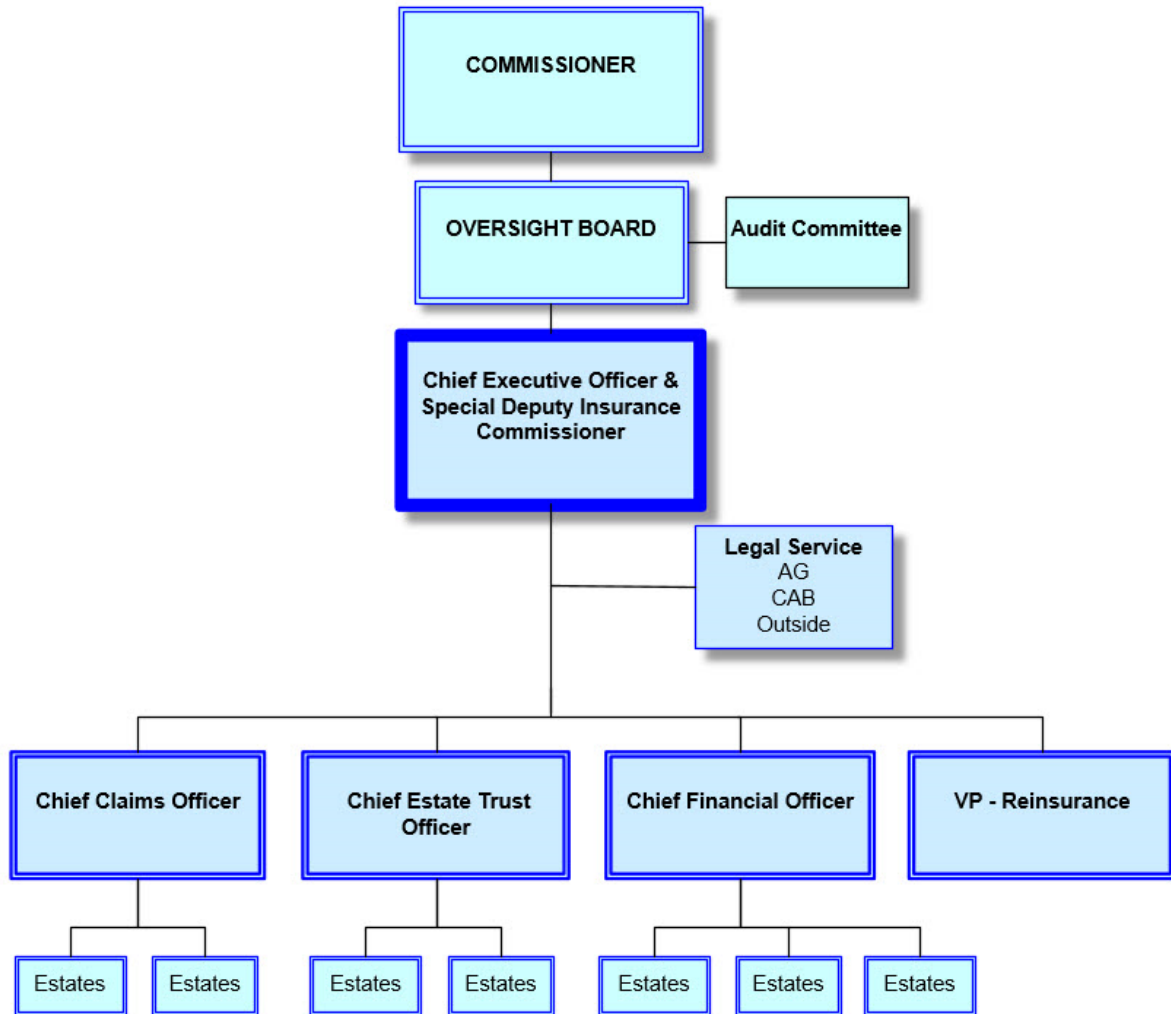 COMMISSIONER
OVERSIGHT BOARD
Audit Committee
Chief Executive Officer &
Special Deputy Insurance
Commissioner
Legal Service
AG
CAB
Outside
Chief Claims Officer
Chief Estate Trust
Officer
Chief Financial Officer
VP - Reinsurance
Estates
Estates
Estates
Estates
Estates
Estates
Estates